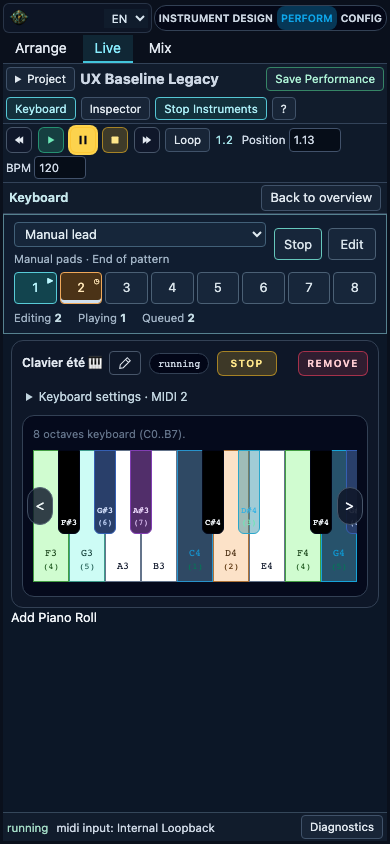 EN INSTRUMENT DESIGN PERFORM CONFIG
Arrange Live Mix
Project UX Baseline Legacy Save Performance
Keyboard Inspector Stop Instruments ?
Loop 1.2 Position 1.13
BPM 120
Keyboard Back to overview
Manual lead Stop Edit
Manual pads · End of pattern
1 2 3 4 5 6 7 8
Editing 2 Playing 1 Queued 2
Clavier été 🎹 running STOP REMOVE
Keyboard settings · MIDI 2
8 octaves keyboard (C0..B7).
< >
F#3 G#3 A#3 C#4 D#4 F#4
(6) (7)
F3 G3 A3 B3 C4 D4 E4 F4 G4
(4) (5) (2) (4)
Add Piano Roll
running midi input: Internal Loopback Diagnostics